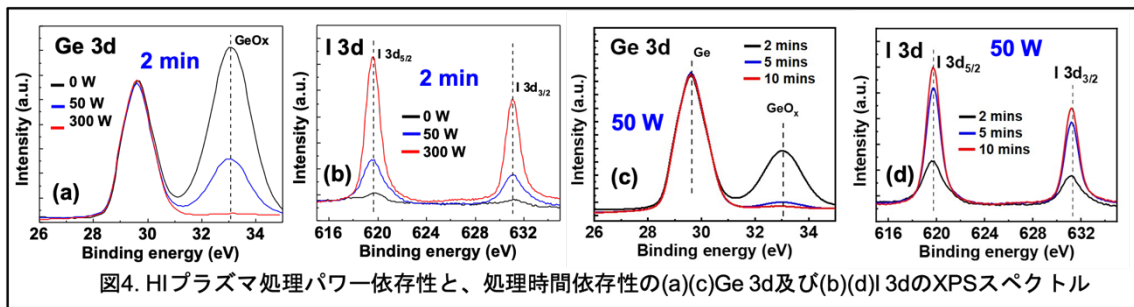 Ge 3d
2 min
GeOx
0 W
50 W
300 W
(a)
Intensity (a.u.)
26 28 30 32 34
Binding energy (eV)
I 3d
I 3d5/2
2 min
I 3d3/2
0 W
50 W
300 W
(b)
Intensity (a.u.)
616 620 624 628 632
Binding energy (eV)
Ge 3d
Ge
2 mins
5 mins
10 mins
50 W
GeOx
(c)
Intensity (a.u.)
26 28 30 32 34
Binding energy (eV)
I 3d
50 W
I 3d5/2
I 3d3/2
2 mins
5 mins
10 mins
(d)
Intensity (a.u.)
616 620 624 628 632
Binding energy (eV)
図4. HIプラズマ処理パワー依存性と、処理時間依存性の(a)(c)Ge 3d及び(b)(d)I 3dのXPSスペクトル